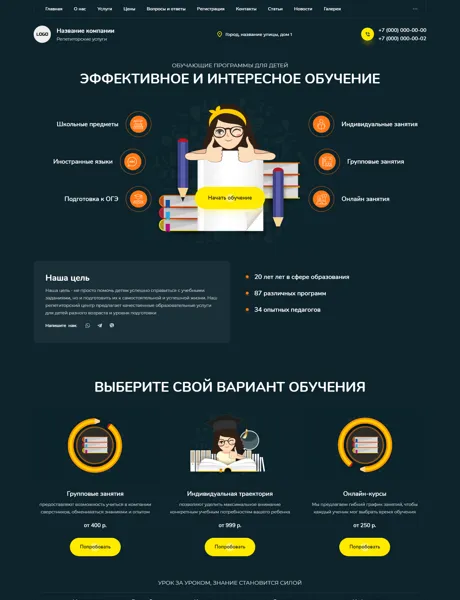 Главная О нас Услуги Цены Вопросы и ответы Регистрация Контакты Статьи Новости Галерея
LOGO
Название компании
Репетиторские услуги
Город, название улицы, дом 1
+7 (000) 000-00-00
+7 (000) 000-00-02
ОБУЧАЮЩИЕ ПРОГРАММЫ ДЛЯ ДЕТЕЙ
ЭФФЕКТИВНОЕ И ИНТЕРЕСНОЕ ОБУЧЕНИЕ
Школьные предметы
Иностранные языки
Подготовка к ОГЭ
Начать обучение
Индивидуальные занятия
Групповые занятия
Онлайн занятия
Наша цель
Наша цель - не просто помочь детям успешно справиться с учебными
заданиями, но и подготовить их к самостоятельной и успешной жизни. Наш
репетиторский центр предлагает качественные образовательные услуги
для детей разного возраста и уровня подготовки.
Напишите нам:
20 лет лет в сфере образования
87 различных программ
34 опытных педагогов
ВЫБЕРИТЕ СВОЙ ВАРИАНТ ОБУЧЕНИЯ
Групповые занятия
предоставляют возможность учиться в компании
сверстников, обмениваться знаниями и опытом
от 400 р.
Попробовать
Индивидуальная траектория
позволяет уделить максимальное внимание
конкретным учебным потребностям вашего ребенка
от 999 р.
Попробовать
Онлайн-курсы
Мы предлагаем гибкий график занятий, чтобы
каждый ученик мог выбрать время обучения
от 250 р.
Попробовать
УРОК ЗА УРОКОМ, ЗНАНИЕ СТАНОВИТСЯ СИЛОЙ